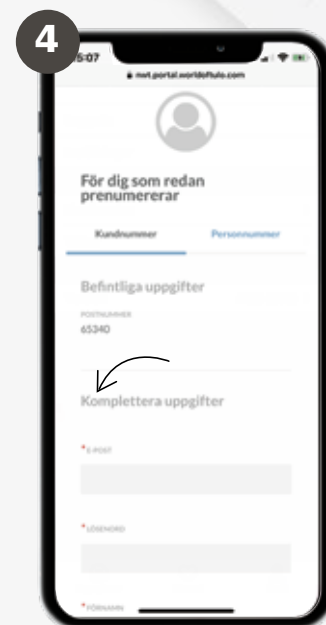 4
5:07
nwt.portal.worldoftulo.com
För dig som redan
prenumererar
Kundnummer Personnummer
Befintliga uppgifter
POSTNUMMER
65340
Komplettera uppgifter
* E-POST
* LÖSENORD
* FÖRNAMN